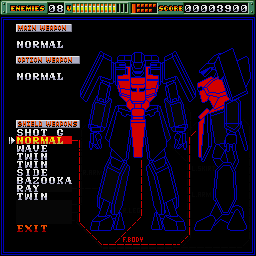 ENEMIES 08 V SCORE 00003900
MAIN WEAPON
NORMAL
OPTION WEAPON
NORMAL
SHIELD WEAPONS
SHOT G
NORMAL
WAVE
TWIN
TWIN
SIDE
BAZOOKA
RAY
TWIN
EXIT
F.BODY